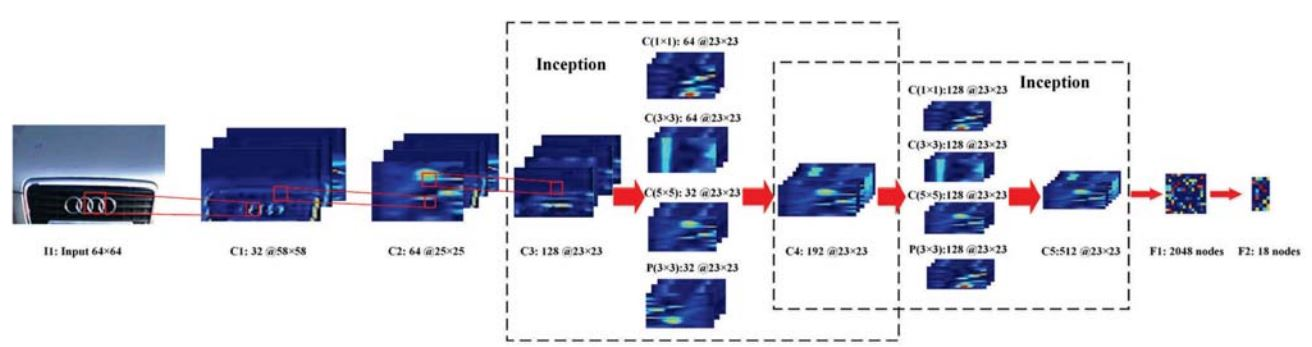 Inception
C(1×1): 64 @23×23
C(3×3): 64 @23×23
C(5×5): 32 @23×23
P(3×3):32 @23×23
Inception
C(1×1):128 @23×23
C(3×3):128 @23×23
C(5×5):128 @23×23
P(3×3):128 @23×23
I1: Input 64×64
C1: 32 @58×58
C2: 64 @25×25
C3: 128 @23×23
C4: 192 @23×23
C5:512 @23×23
F1: 2048 nodes
F2: 18 nodes